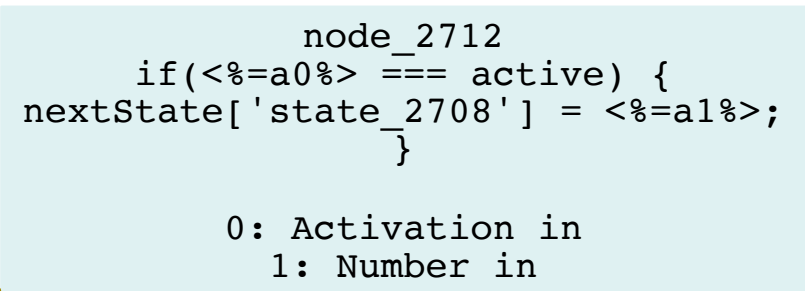 node_2712
if(<%=a0%> === active) {
nextState['state_2708'] = <%=a1%>;
}
0: Activation in
1: Number in